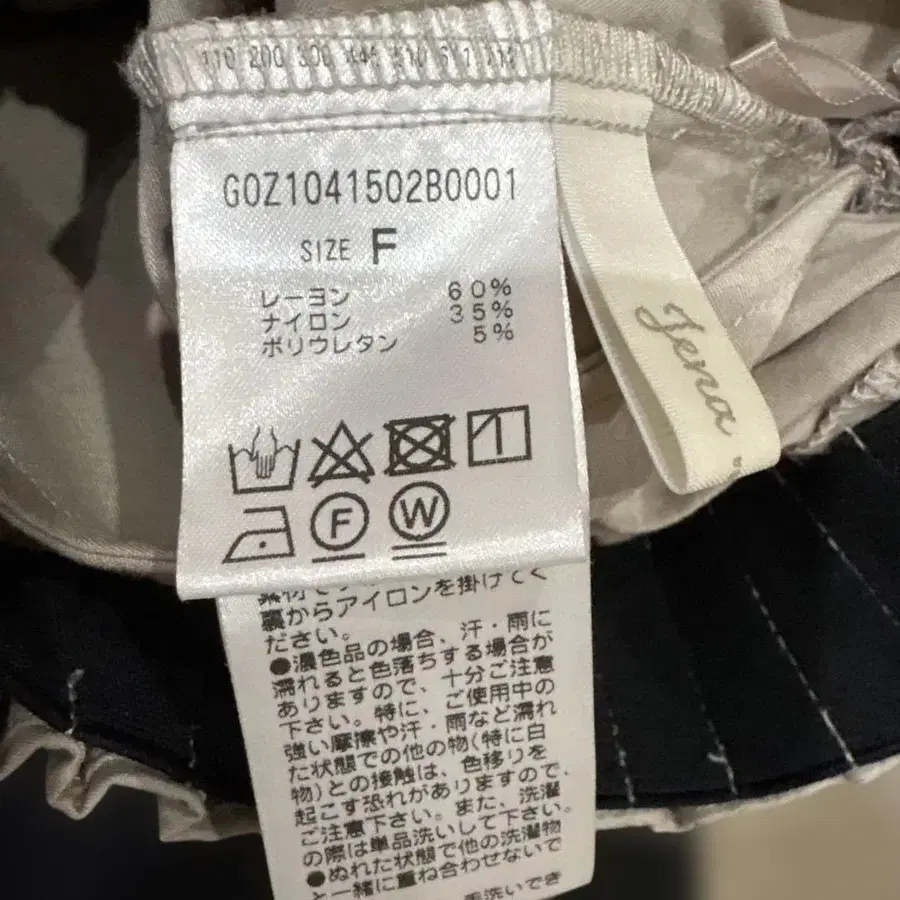 G0Z1041502B0001
SIZE F
レーヨン 60%
ナイロン 35%
ポリウレタン 5%
F W
Jena
裏からアイロンを掛けてく
ださい。
●濃色品の場合、汗・雨に
濡れると色落ちする場合が
ありますので、十分ご注意
下さい。特に、ご使用中の
強い摩擦や汗・雨など濡れ
た状態での他の物(特に白
物)との接触は、色移りを
起こす恐れがありますので、
ご注意下さい。また、洗濯
の際は単品洗いして下さい。
●ぬれた状態で他の洗濯物
と一緒に重ね合わせないで
手洗いでき